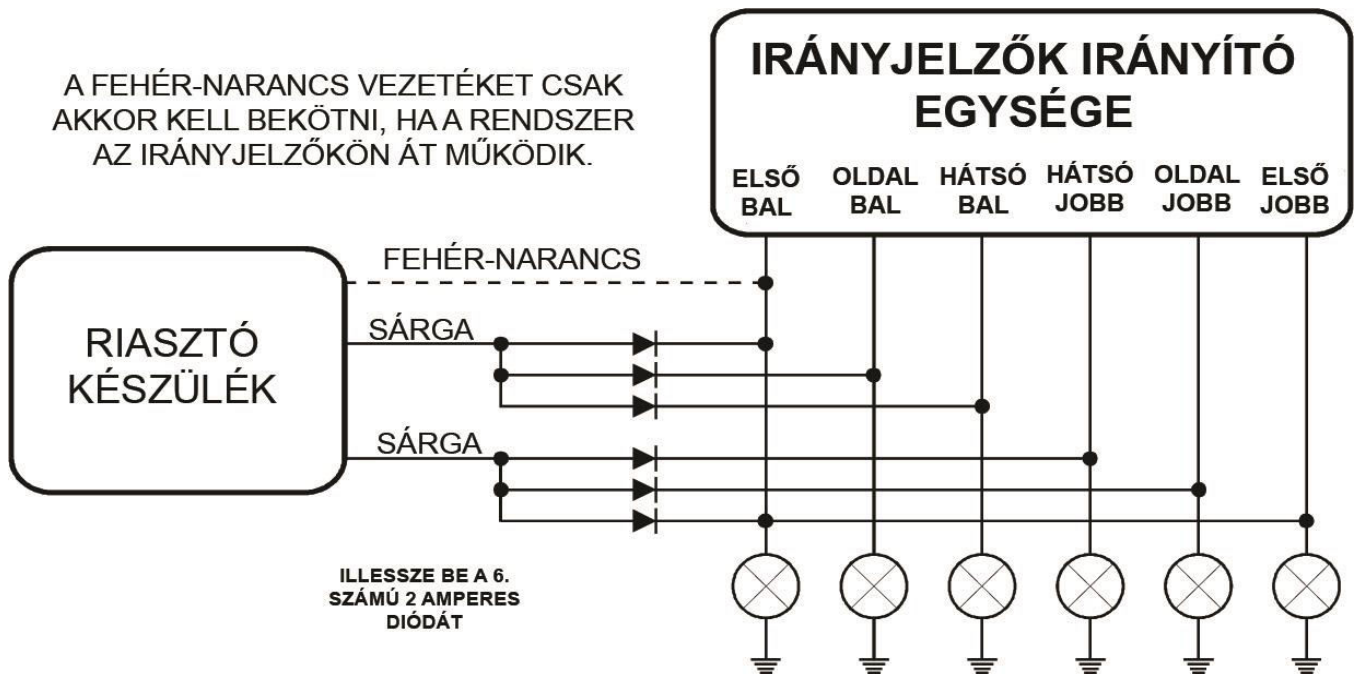 A FEHÉR-NARANCS VEZETÉKET CSAK
AKKOR KELL BEKÖTNI, HA A RENDSZER
AZ IRÁNYJELZŐKÖN ÁT MŰKÖDIK.
IRÁNYJELZŐK IRÁNYÍTÓ
EGYSÉGE
ELSŐ
BAL
OLDAL
BAL
HÁTSÓ
BAL
HÁTSÓ
JOBB
OLDAL
JOBB
ELSŐ
JOBB
FEHÉR-NARANCS
SÁRGA
RIASZTÓ
KÉSZÜLÉK
SÁRGA
ILLESSZE BE A 6.
SZÁMÚ 2 AMPERES
DIÓDÁT